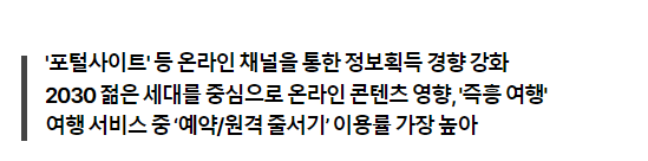 '포털사이트' 등 온라인 채널을 통한 정보획득 경향 강화
2030 젊은 세대를 중심으로 온라인 콘텐츠 영향, '즉흥 여행'
여행 서비스 중 ‘예약/원격 줄서기’ 이용률 가장 높아